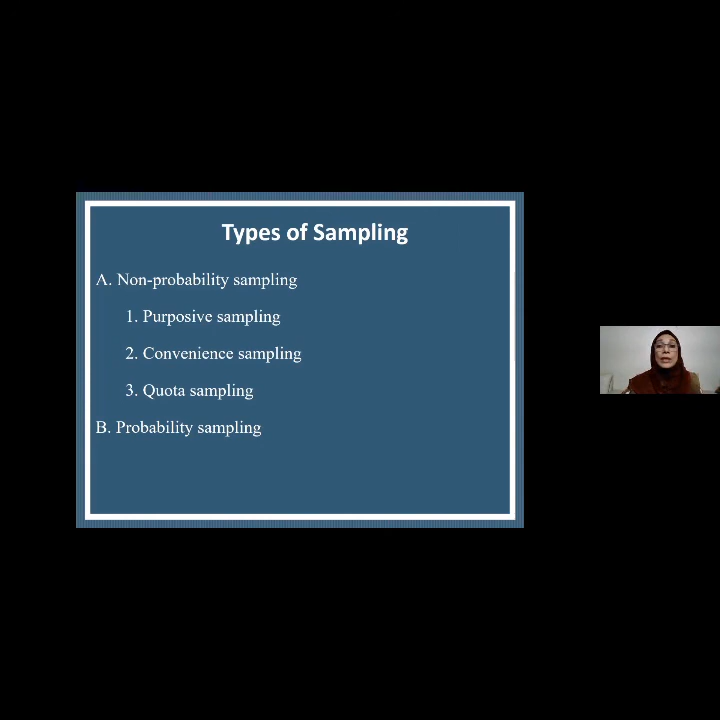 Types of Sampling
A. Non-probability sampling
1. Purposive sampling
2. Convenience sampling
3. Quota sampling
B. Probability sampling